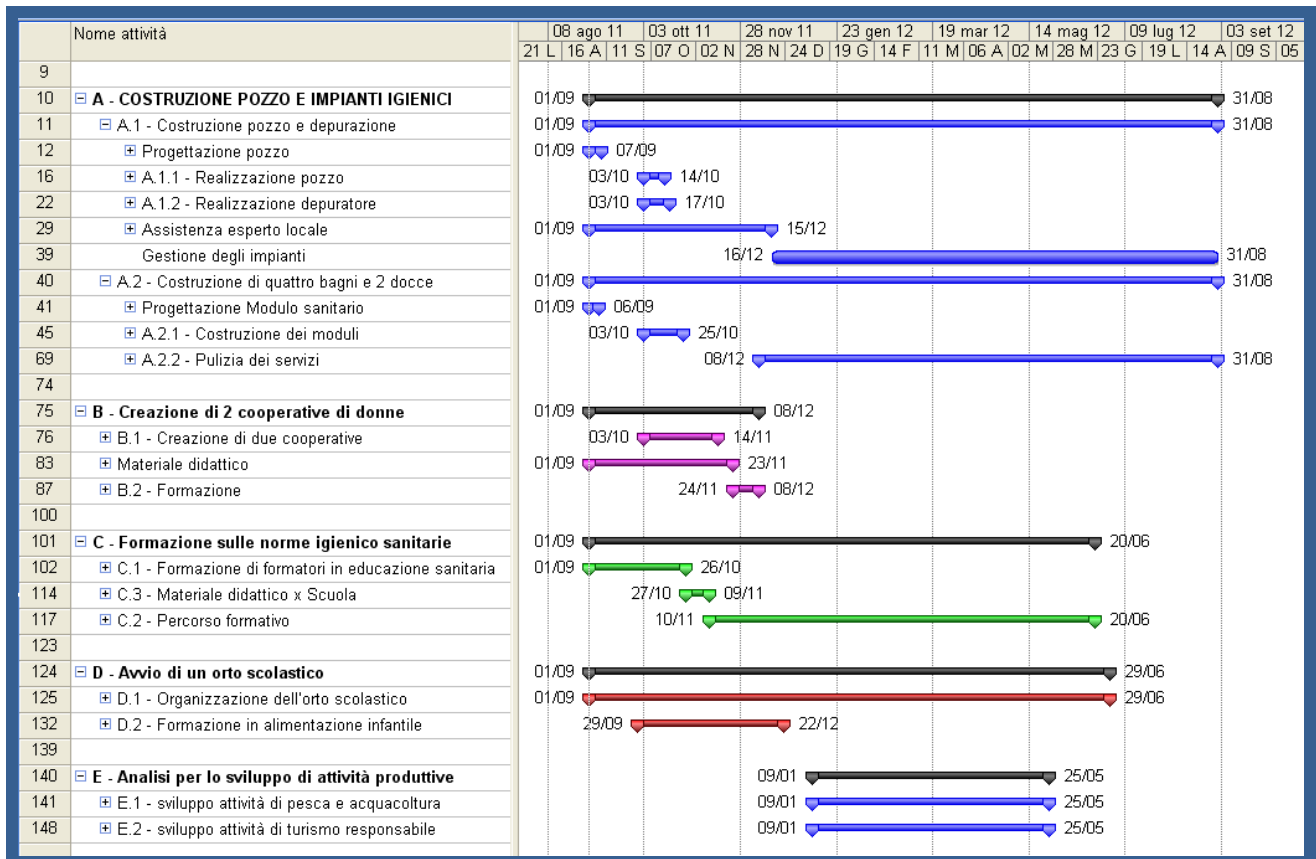 Nome attività
08 ago 11 03 ott 11 28 nov 11 23 gen 12 19 mar 12 14 mag 12 09 lug 12 03 set 12
21 L 16 A 11 S 07 O 02 N 28 N 24 D 19 G 14 F 11 M 06 A 02 M 28 M 23 G 19 L 14 A 09 S 05
9
10 A - COSTRUZIONE POZZO E IMPIANTI IGIENICI 01/09 31/08
11 A.1 - Costruzione pozzo e depurazione 01/09 31/08
12 Progettazione pozzo 01/09 07/09
16 A.1.1 - Realizzazione pozzo 03/10 14/10
22 A.1.2 - Realizzazione depuratore 03/10 17/10
29 Assistenza esperto locale 01/09 15/12
39 Gestione degli impianti 16/12 31/08
40 A.2 - Costruzione di quattro bagni e 2 docce 01/09 31/08
41 Progettazione Modulo sanitario 01/09 06/09
45 A.2.1 - Costruzione dei moduli 03/10 25/10
69 A.2.2 - Pulizia dei servizi 08/12 31/08
74
75 B - Creazione di 2 cooperative di donne 01/09 08/12
76 B.1 - Creazione di due cooperative 03/10 14/11
83 Materiale didattico 01/09 23/11
87 B.2 - Formazione 24/11 08/12
100
101 C - Formazione sulle norme igienico sanitarie 01/09 20/06
102 C.1 - Formazione di formatori in educazione sanitaria 01/09 26/10
114 C.3 - Materiale didattico x Scuola 27/10 09/11
117 C.2 - Percorso formativo 10/11 20/06
123
124 D - Avvio di un orto scolastico 01/09 29/06
125 D.1 - Organizzazione dell'orto scolastico 01/09 29/06
132 D.2 - Formazione in alimentazione infantile 29/09 22/12
139
140 E - Analisi per lo sviluppo di attività produttive 09/01 25/05
141 E.1 - sviluppo attività di pesca e acquacoltura 09/01 25/05
148 E.2 - sviluppo attività di turismo responsabile 09/01 25/05